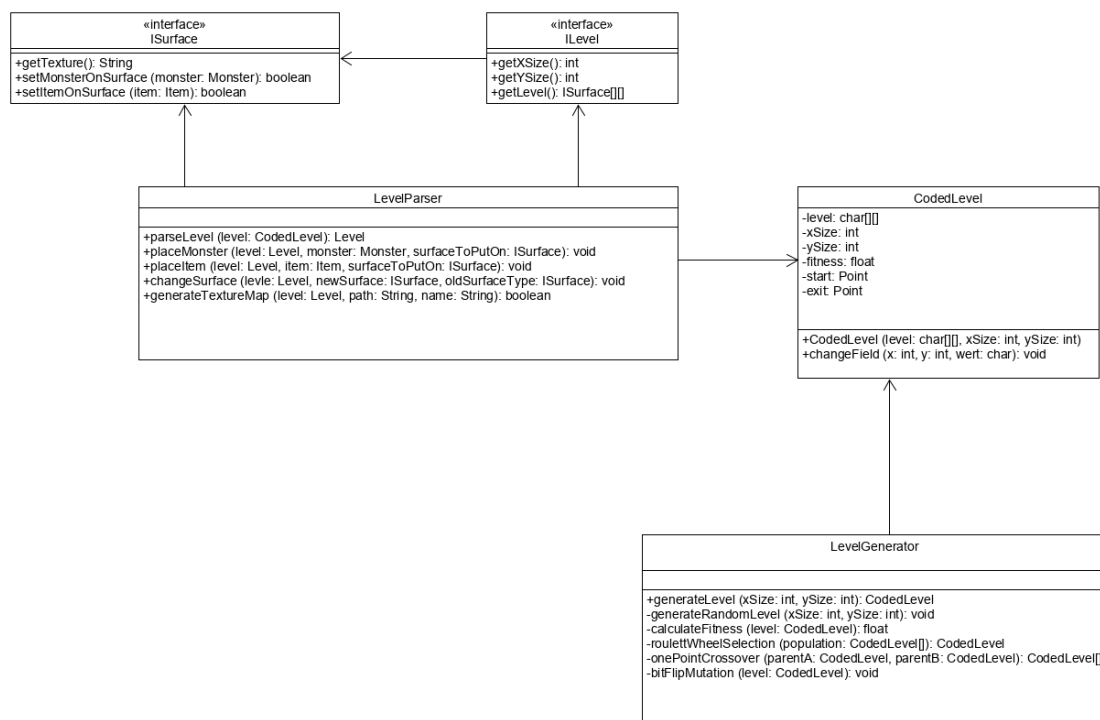 «interface»
ISurface
+getTexture(): String
+setMonsterOnSurface (monster: Monster): boolean
+setItemOnSurface (item: Item): boolean
«interface»
ILevel
+getXSize(): int
+getYSize(): int
+getLevel(): ISurface[][]
LevelParser
+parseLevel (level: CodedLevel): Level
+placeMonster (level: Level, monster: Monster, surfaceToPutOn: ISurface): void
+placeItem (level: Level, item: Item, surfaceToPutOn: ISurface): void
+changeSurface (levle: Level, newSurface: ISurface, oldSurfaceType: ISurface): void
+generateTextureMap (level: Level, path: String, name: String): boolean
CodedLevel
-level: char[][]
-xSize: int
-ySize: int
-fitness: float
-start: Point
-exit: Point
+CodedLevel (level: char[][], xSize: int, ySize: int)
+changeField (x: int, y: int, wert: char): void
LevelGenerator
+generateLevel (xSize: int, ySize: int): CodedLevel
-generateRandomLevel (xSize: int, ySize: int): void
-calculateFitness (level: CodedLevel): float
-roulettWheelSelection (population: CodedLevel[]): CodedLevel
-onePointCrossover (parentA: CodedLevel, parentB: CodedLevel): CodedLevel[]
-bitFlipMutation (level: CodedLevel): void